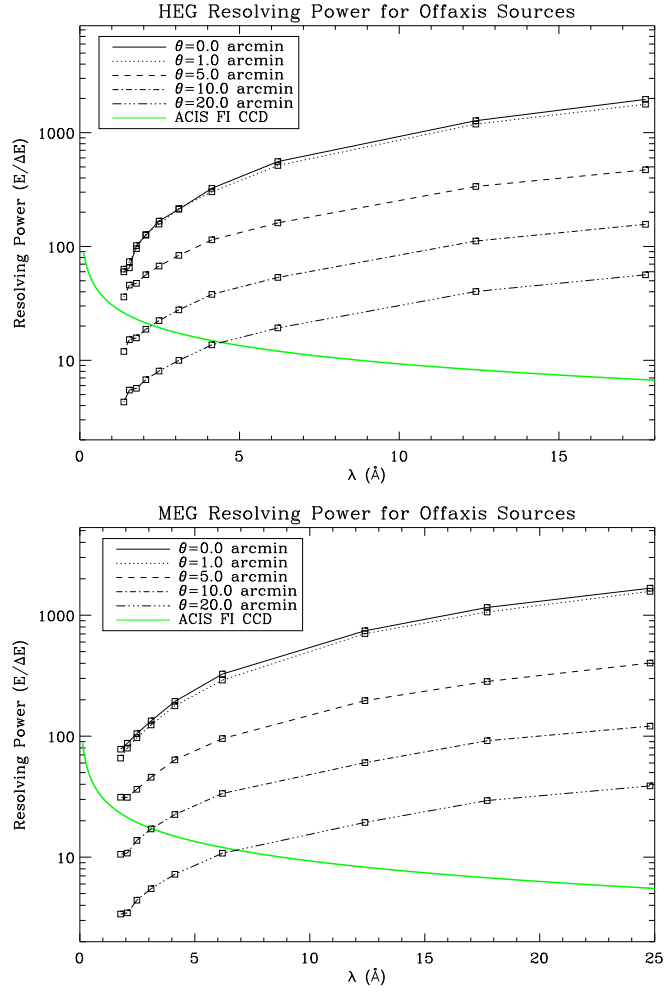 HEG Resolving Power for Offaxis Sources
θ=0.0 arcmin
θ=1.0 arcmin
θ=5.0 arcmin
θ=10.0 arcmin
θ=20.0 arcmin
ACIS FI CCD
Resolving Power (E/ΔE)
1000
100
10
0
5
10
15
λ (Å)
MEG Resolving Power for Offaxis Sources
θ=0.0 arcmin
θ=1.0 arcmin
θ=5.0 arcmin
θ=10.0 arcmin
θ=20.0 arcmin
ACIS FI CCD
Resolving Power (E/ΔE)
1000
100
10
0
5
10
15
20
25
λ (Å)